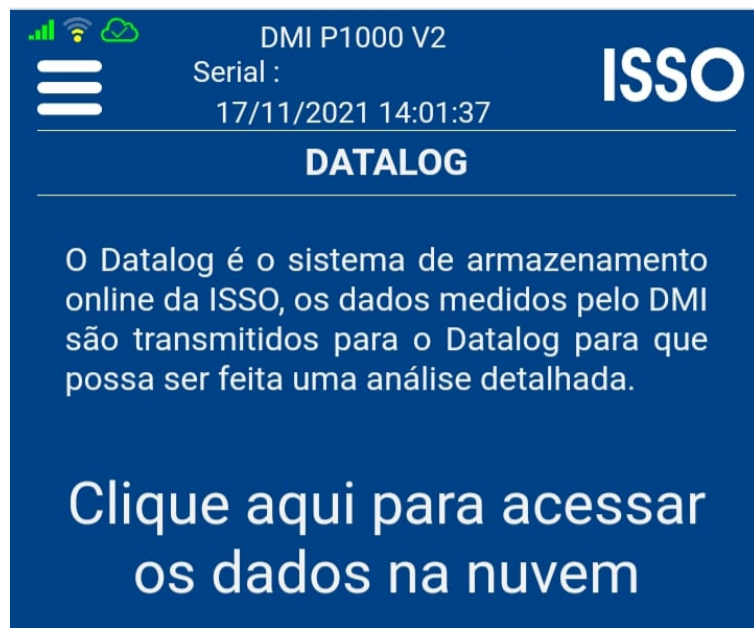 DMI P1000 V2
Serial :
17/11/2021 14:01:37
ISSO
DATALOG
O Datalog é o sistema de armazenamento
online da ISSO, os dados medidos pelo DMI
são transmitidos para o Datalog para que
possa ser feita uma análise detalhada.
Clique aqui para acessar
os dados na nuvem